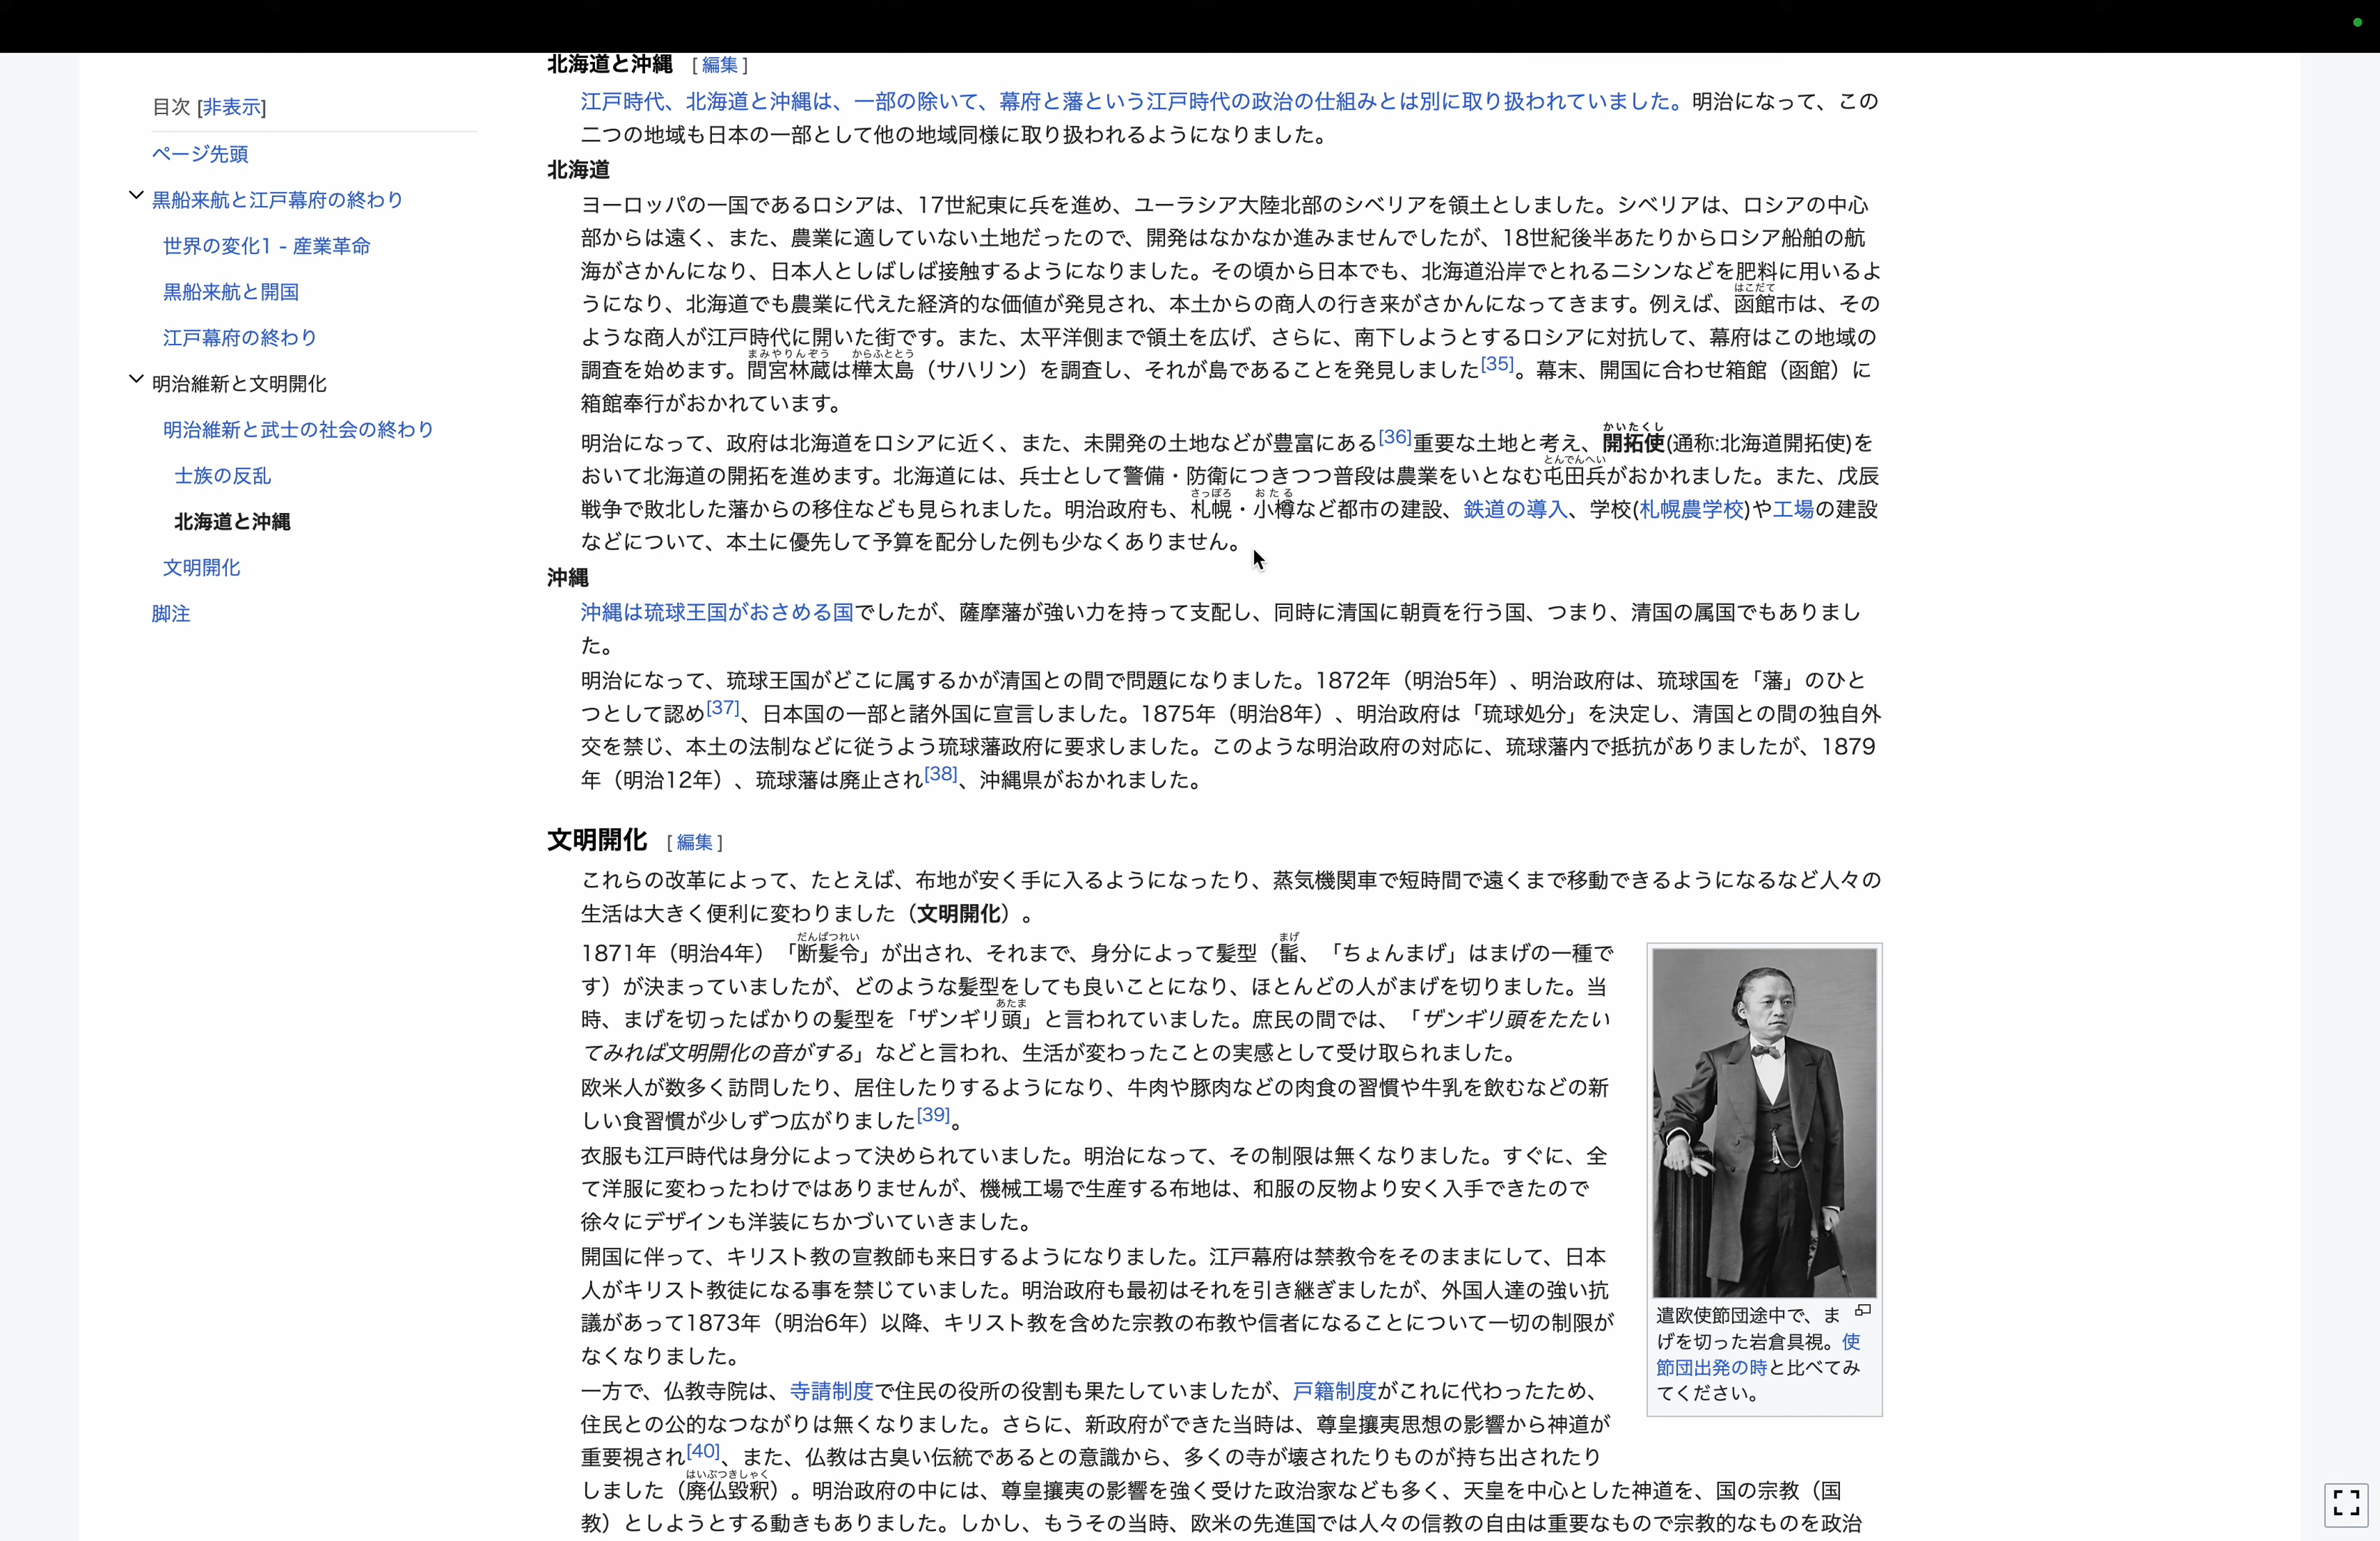 北海道と沖縄 [ 編集 ]
江戸時代、北海道と沖縄は、一部の除いて、幕府と藩という江戸時代の政治の仕組みとは別に取り扱われていました。明治になって、この
二つの地域も日本の一部として他の地域同様に取り扱われるようになりました。
北海道
ヨーロッパの一国であるロシアは、17世紀東に兵を進め、ユーラシア大陸北部のシベリアを領土としました。シベリアは、ロシアの中心
部からは遠く、また、農業に適していない土地だったので、開発はなかなか進みませんでしたが、18世紀後半あたりからロシア船舶の航
海がさかんになり、日本人としばしば接触するようになりました。その頃から日本でも、北海道沿岸でとれるニシンなどを肥料に用いるよ
はこだて
うになり、北海道でも農業に代えた経済的な価値が発見され、本土からの商人の行き来がさかんになってきます。例えば、函館市は、その
ような商人が江戸時代に開いた街です。また、太平洋側まで領土を広げ、さらに、南下しようとするロシアに対抗して、幕府はこの地域の
まみやりんぞう からふととう
調査を始めます。間宮林蔵は樺太島（サハリン）を調査し、それが島であることを発見しました[35]。幕末、開国に合わせ箱館（函館）に
箱館奉行がおかれています。
かいたくし
明治になって、政府は北海道をロシアに近く、また、未開発の土地などが豊富にある[36]重要な土地と考え、開拓使(通称:北海道開拓使)を
とんでんへい
おいて北海道の開拓を進めます。北海道には、兵士として警備・防衛につきつつ普段は農業をいとなむ屯田兵がおかれました。また、戊辰
さっぽろ おたる
戦争で敗北した藩からの移住なども見られました。明治政府も、札幌・小樽など都市の建設、鉄道の導入、学校(札幌農学校)や工場の建設
などについて、本土に優先して予算を配分した例も少なくありません。
沖縄
沖縄は琉球王国がおさめる国でしたが、薩摩藩が強い力を持って支配し、同時に清国に朝貢を行う国、つまり、清国の属国でもありまし
た。
明治になって、琉球王国がどこに属するかが清国との間で問題になりました。1872年（明治5年）、明治政府は、琉球国を「藩」のひと
つとして認め[37]、日本国の一部と諸外国に宣言しました。1875年（明治8年）、明治政府は「琉球処分」を決定し、清国との間の独自外
交を禁じ、本土の法制などに従うよう琉球藩政府に要求しました。このような明治政府の対応に、琉球藩内で抵抗がありましたが、1879
年（明治12年）、琉球藩は廃止され[38]、沖縄県がおかれました。
文明開化 [ 編集 ]
これらの改革によって、たとえば、布地が安く手に入るようになったり、蒸気機関車で短時間で遠くまで移動できるようになるなど人々の
生活は大きく便利に変わりました（文明開化）。
だんぱつれい まげ
1871年（明治4年）「断髪令」が出され、それまで、身分によって髪型（髷、「ちょんまげ」はまげの一種で
す）が決まっていましたが、どのような髪型をしても良いことになり、ほとんどの人がまげを切りました。当
あたま
時、まげを切ったばかりの髪型を「ザンギリ頭」と言われていました。庶民の間では、「ザンギリ頭をたたい
てみれば文明開化の音がする」などと言われ、生活が変わったことの実感として受け取られました。
欧米人が数多く訪問したり、居住したりするようになり、牛肉や豚肉などの肉食の習慣や牛乳を飲むなどの新
しい食習慣が少しずつ広がりました[39]。
衣服も江戸時代は身分によって決められていました。明治になって、その制限は無くなりました。すぐに、全
て洋服に変わったわけではありませんが、機械工場で生産する布地は、和服の反物より安く入手できたので
徐々にデザインも洋装にちかづいていきました。
開国に伴って、キリスト教の宣教師も来日するようになりました。江戸幕府は禁教令をそのままにして、日本
人がキリスト教徒になる事を禁じていました。明治政府も最初はそれを引き継ぎましたが、外国人達の強い抗
議があって1873年（明治6年）以降、キリスト教を含めた宗教の布教や信者になることについて一切の制限が
なくなりました。
一方で、仏教寺院は、寺請制度で住民の役所の役割も果たしていましたが、戸籍制度がこれに代わったため、
住民との公的なつながりは無くなりました。さらに、新政府ができた当時は、尊皇攘夷思想の影響から神道が
重要視され[40]、また、仏教は古臭い伝統であるとの意識から、多くの寺が壊されたりものが持ち出されたり
はいぶつきしゃく
しました（廃仏毀釈）。明治政府の中には、尊皇攘夷の影響を強く受けた政治家なども多く、天皇を中心とした神道を、国の宗教（国
教）としようとする動きもありました。しかし、もうその当時、欧米の先進国では人々の信教の自由は重要なもので宗教的なものを政治
遣欧使節団途中で、ま
げを切った岩倉具視。使
節団出発の時と比べてみ
てください。
目次 [非表示]
ページ先頭
黒船来航と江戸幕府の終わり
世界の変化1 - 産業革命
黒船来航と開国
江戸幕府の終わり
明治維新と文明開化
明治維新と武士の社会の終わり
士族の反乱
北海道と沖縄
文明開化
脚注